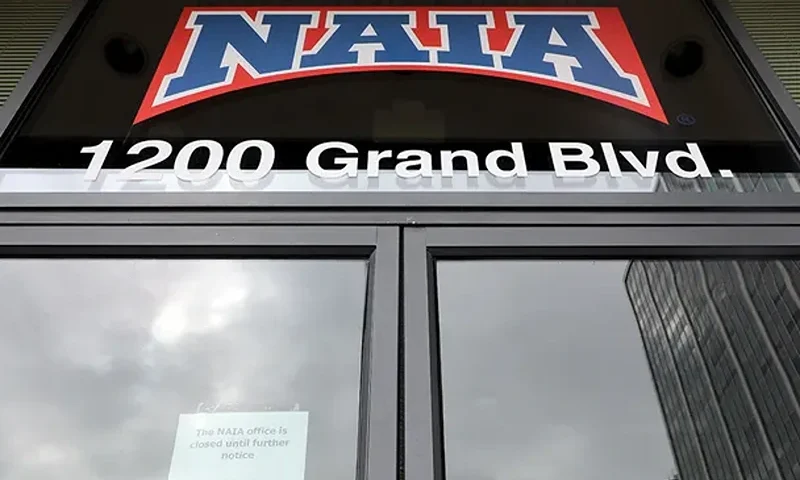 NAIA
®
1200 Grand Blvd.
The NAIA office is
closed until further
notice